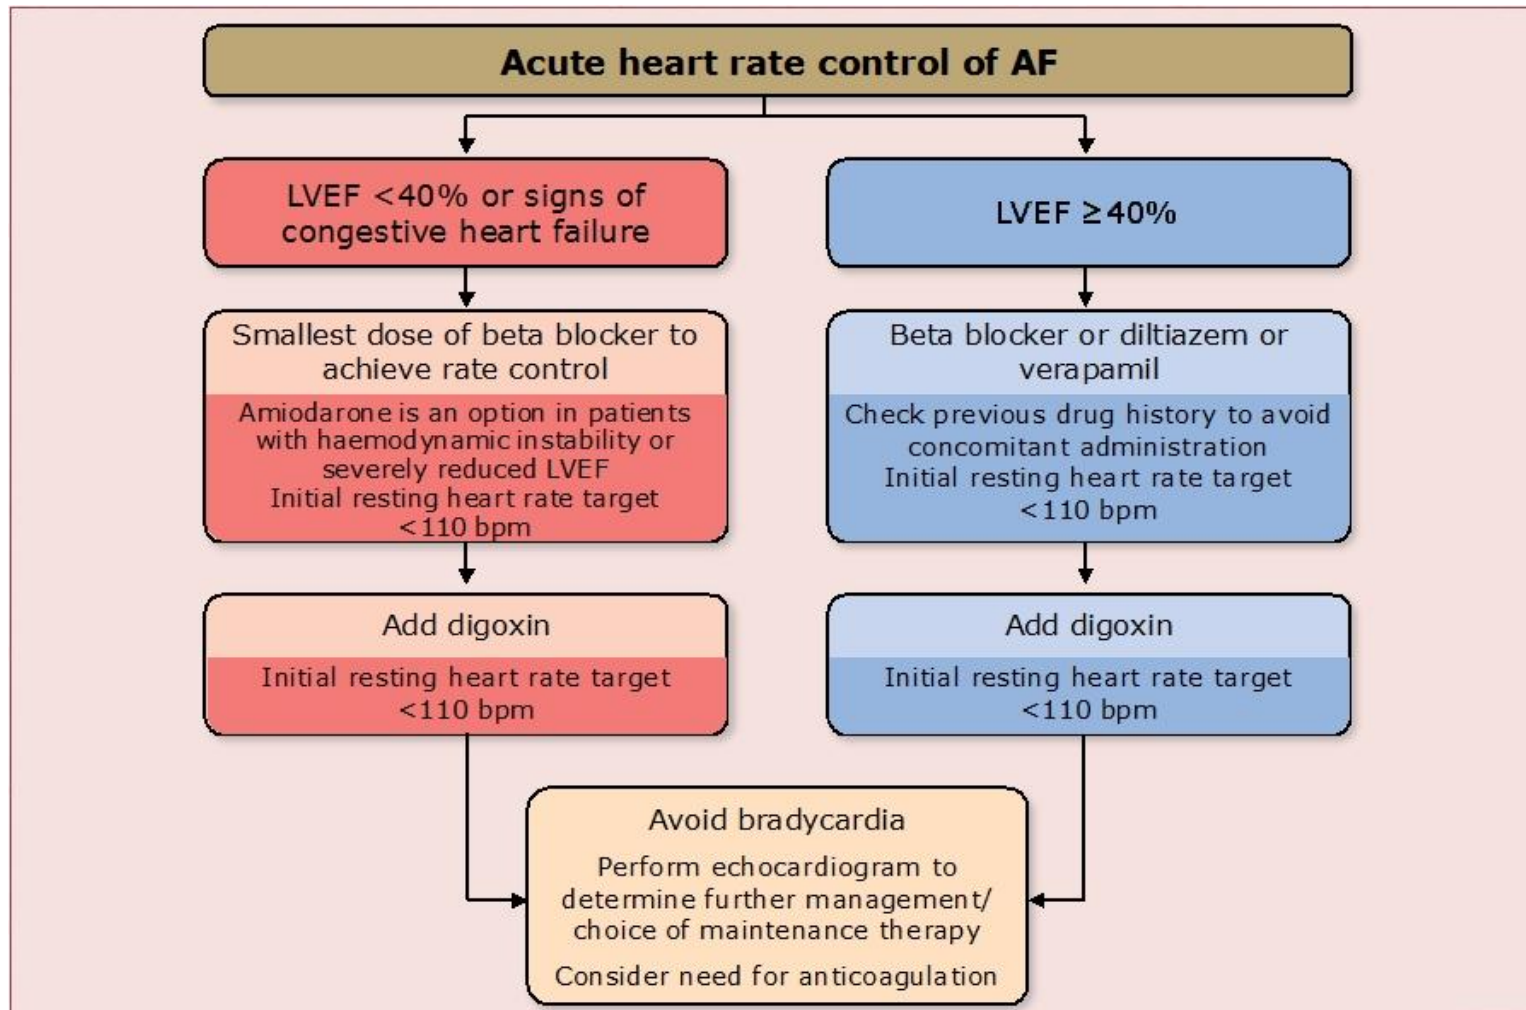 Acute heart rate control of AF
LVEF <40% or signs of
congestive heart failure
LVEF ≥40%
Smallest dose of beta blocker to
achieve rate control
Amiodarone is an option in patients
with haemodynamic instability or
severely reduced LVEF
Initial resting heart rate target
<110 bpm
Beta blocker or diltiazem or
verapamil
Check previous drug history to avoid
concomitant administration
Initial resting heart rate target
<110 bpm
Add digoxin
Initial resting heart rate target
<110 bpm
Add digoxin
Initial resting heart rate target
<110 bpm
Avoid bradycardia
Perform echocardiogram to
determine further management/
choice of maintenance therapy
Consider need for anticoagulation